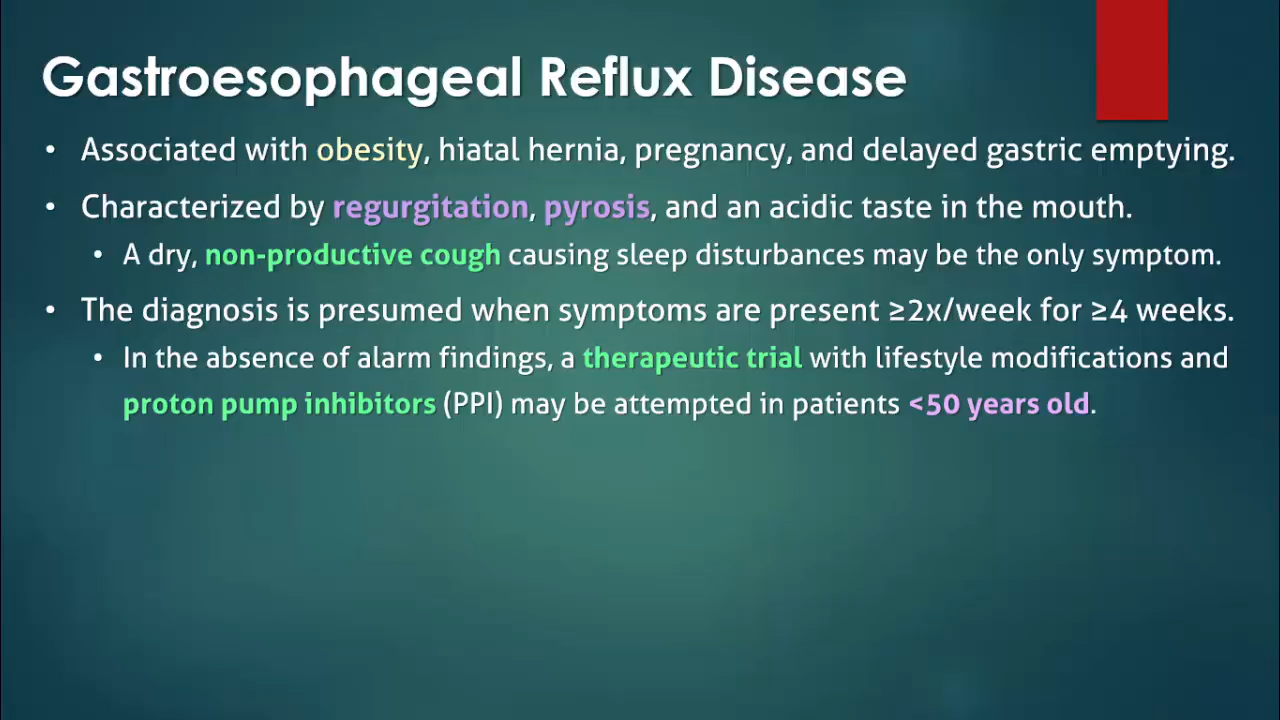 Gastroesophageal Reflux Disease
• Associated with obesity, hiatal hernia, pregnancy, and delayed gastric emptying.
• Characterized by regurgitation, pyrosis, and an acidic taste in the mouth.
• A dry, non-productive cough causing sleep disturbances may be the only symptom.
• The diagnosis is presumed when symptoms are present ≥2x/week for ≥4 weeks.
• In the absence of alarm findings, a therapeutic trial with lifestyle modifications and
proton pump inhibitors (PPI) may be attempted in patients <50 years old.